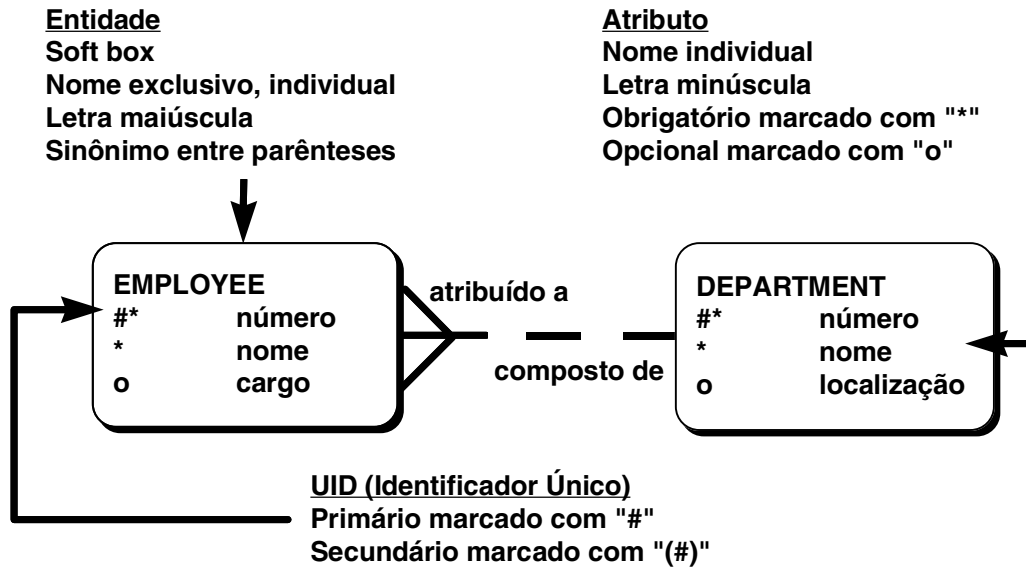 Entidade
Soft box
Nome exclusivo, individual
Letra maiúscula
Sinônimo entre parênteses
Atributo
Nome individual
Letra minúscula
Obrigatório marcado com "*"
Opcional marcado com "o"
EMPLOYEE
#* número
* nome
o cargo
atribuído a
composto de
DEPARTMENT
#* número
* nome
o localização
UID (Identificador Único)
Primário marcado com "#"
Secundário marcado com "(#)"